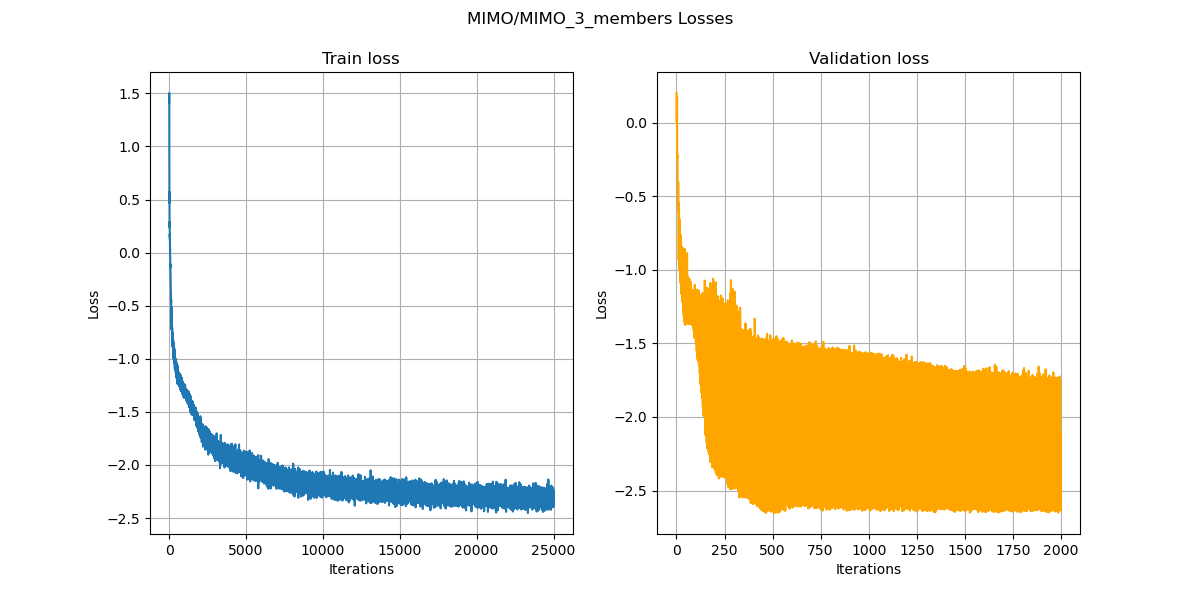 MIMO/MIMO_3_members Losses
Train loss
Loss
1.5
1.0
0.5
0.0
−0.5
−1.0
−1.5
−2.0
−2.5
0 5000 10000 15000 20000 25000
Iterations
Validation loss
Loss
0.0
−0.5
−1.0
−1.5
−2.0
−2.5
0 250 500 750 1000 1250 1500 1750 2000
Iterations